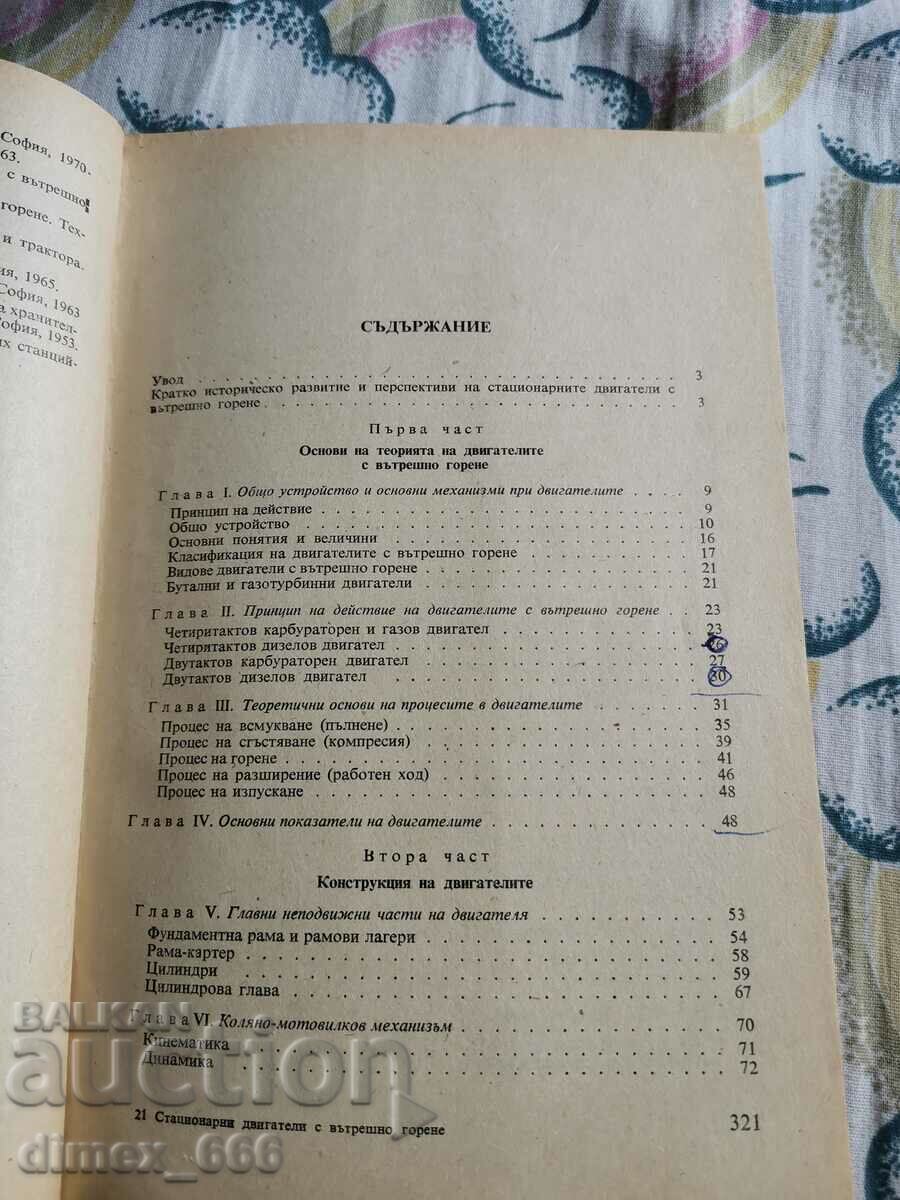 София, 1970.
63.
с вътрешно
горене. Тех-
и трактора.
ия, 1965.
София, 1963
а хранител-
София, 1953.
их станций-
СЪДЪРЖАНИЕ
Увод . . . . . . . . . . 3
Кратко историческо развитие и перспективи на стационарните двигатели с
вътрешно горене . . . . . . . . . . 3
Първа част
Основи на теорията на двигателите
с вътрешно горене
Глава I. Общо устройство и основни механизми при двигателите . . . . 9
Принцип на действие . . . . . . . . . . 9
Общо устройство . . . . . . . . . . 10
Основни понятия и величини . . . . . . . . . . 16
Класификация на двигателите с вътрешно горене . . . . . . . . . . 17
Видове двигатели с вътрешно горене . . . . . . . . . . 21
Бутални и газотурбинни двигатели . . . . . . . . . . 21
Глава II. Принцип на действие на двигателите с вътрешно горене . . 23
Четиритактов карбураторен и газов двигател . . . . . . . . . . 23
Четиритактов дизелов двигател . . . . . . . . . . 26
Двутактов карбураторен двигател . . . . . . . . . . 27
Двутактов дизелов двигател . . . . . . . . . . 30
Глава III. Теоретични основи на процесите в двигателите . . . . . . 31
Процес на всмукване (пълнене) . . . . . . . . . . 35
Процес на сгъстяване (компресия) . . . . . . . . . . 39
Процес на горене . . . . . . . . . . 41
Процес на разширение (работен ход) . . . . . . . . . . 46
Процес на изпускане . . . . . . . . . . 48
Глава IV. Основни показатели на двигателите . . . . . . . . . . 48
Втора част
Конструкция на двигателите
Глава V. Главни неподвижни части на двигателя . . . . . . . . . . 53
Фундаментна рама и рамови лагери . . . . . . . . . . 54
Рама-картер . . . . . . . . . . 58
Цилиндри . . . . . . . . . . 59
Цилиндрова глава . . . . . . . . . . 67
Глава VI. Коляно-мотовилков механизъм . . . . . . . . . . 70
Кинематика . . . . . . . . . . 71
Динамика . . . . . . . . . . 72
21 Стационарни двигатели с вътрешно горене 321
BALKAN
auction
dimex_666